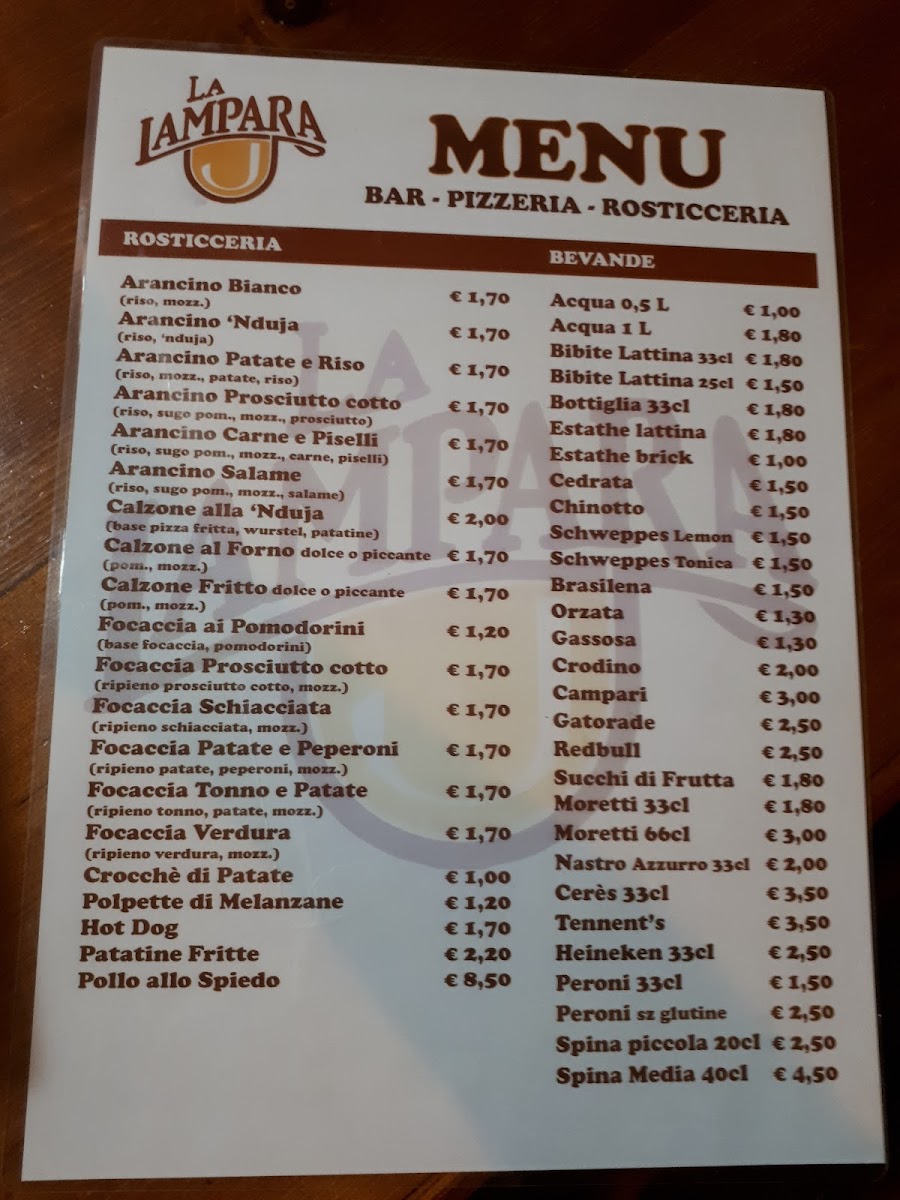 LA
LAMPARA
MENU
BAR - PIZZERIA - ROSTICCERIA
ROSTICCERIA
Arancino Bianco € 1,70
(riso, mozz.)
Arancino ‘Nduja € 1,70
(riso, ‘nduja)
Arancino Patate e Riso € 1,70
(riso, mozz., patate, riso)
Arancino Prosciutto cotto € 1,70
(riso, sugo pom., mozz., prosciutto)
Arancino Carne e Piselli € 1,70
(riso, sugo pom., mozz., carne, piselli)
Arancino Salame € 1,70
(riso, sugo pom., mozz., salame)
Calzone alla ‘Nduja € 2,00
(base pizza fritta, wurstel, patatine)
Calzone al Forno dolce o piccante € 1,70
(pom., mozz.)
Calzone Fritto dolce o piccante € 1,70
(pom., mozz.)
Focaccia ai Pomodorini € 1,20
(base focaccia, pomodorini)
Focaccia Prosciutto cotto € 1,70
(ripieno prosciutto cotto, mozz.)
Focaccia Schiacciata € 1,70
(ripieno schiacciata, mozz.)
Focaccia Patate e Peperoni € 1,70
(ripieno patate, peperoni, mozz.)
Focaccia Tonno e Patate € 1,70
(ripieno tonno, patate, mozz.)
Focaccia Verdura € 1,70
(ripieno verdura, mozz.)
Crocchè di Patate € 1,00
Polpette di Melanzane € 1,20
Hot Dog € 1,70
Patatine Fritte € 2,20
Pollo allo Spiedo € 8,50
BEVANDE
Acqua 0,5 L € 1,00
Acqua 1 L € 1,80
Bibite Lattina 33cl € 1,80
Bibite Lattina 25cl € 1,50
Bottiglia 33cl € 1,80
Estathe lattina € 1,80
Estathe brick € 1,00
Cedrata € 1,50
Chinotto € 1,50
Schweppes Lemon € 1,50
Schweppes Tonica € 1,50
Brasilena € 1,50
Orzata € 1,30
Gassosa € 1,30
Crodino € 2,00
Campari € 3,00
Gatorade € 2,50
Redbull € 2,50
Succhi di Frutta € 1,80
Moretti 33cl € 1,80
Moretti 66cl € 3,00
Nastro Azzurro 33cl € 2,00
Cerès 33cl € 3,50
Tennent’s € 3,50
Heineken 33cl € 2,50
Peroni 33cl € 1,50
Peroni sz glutine € 2,50
Spina piccola 20cl € 2,50
Spina Media 40cl € 4,50
LA
LAMPARA